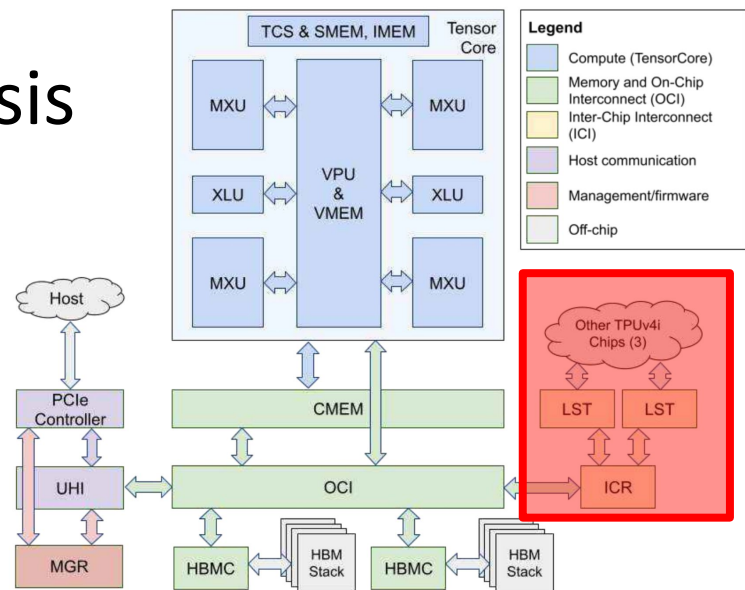 sis
TCS & SMEM, IMEM
Tensor
Core
MXU
MXU
XLU
VPU
&
VMEM
XLU
MXU
MXU
Legend
Compute (TensorCore)
Memory and On-Chip
Interconnect (OCI)
Inter-Chip Interconnect
(ICI)
Host communication
Management/firmware
Off-chip
Host
PCIe
Controller
UHI
MGR
CMEM
OCI
HBMC
HBM
Stack
HBMC
HBM
Stack
Other TPUv4i
Chips (3)
LST
LST
ICR